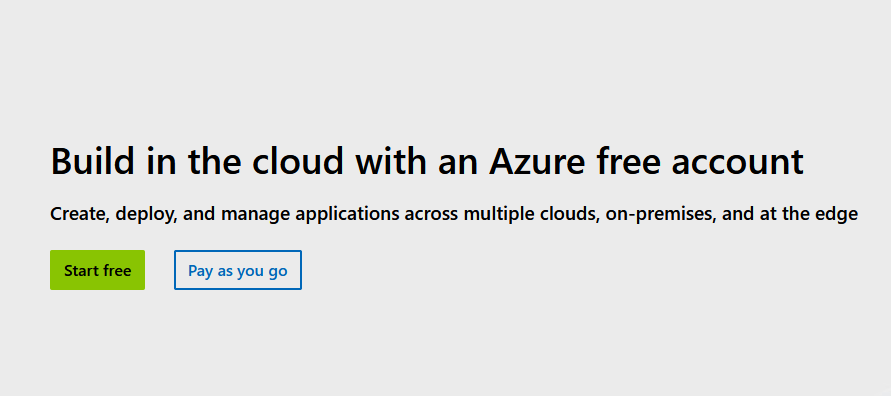 Build in the cloud with an Azure free account
Create, deploy, and manage applications across multiple clouds, on-premises, and at the edge
Start free
Pay as you go